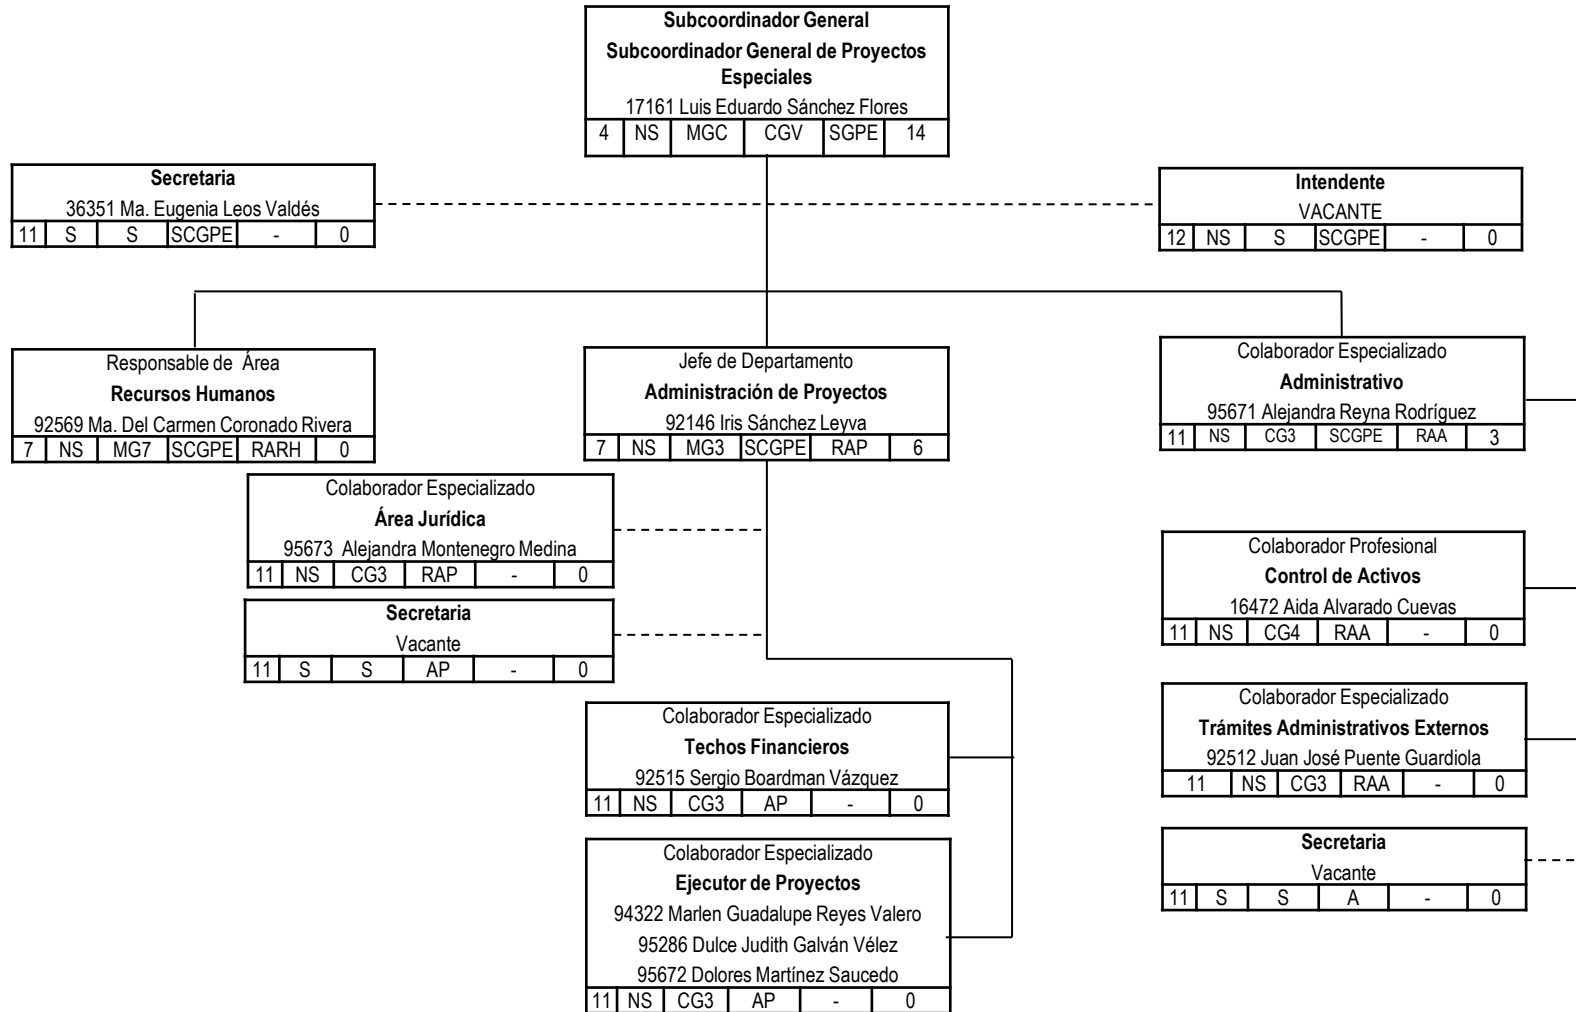 Subcoordinador General
Subcoordinador General de Proyectos
Especiales
17161 Luis Eduardo Sánchez Flores
4 NS MGC CGV SGPE 14
Secretaria
36351 Ma. Eugenia Leos Valdés
11 S S SCGPE - 0
Intendente
VACANTE
12 NS S SCGPE - 0
Responsable de Área
Recursos Humanos
92569 Ma. Del Carmen Coronado Rivera
7 NS MG7 SCGPE RARH 0
Jefe de Departamento
Administración de Proyectos
92146 Iris Sánchez Leyva
7 NS MG3 SCGPE RAP 6
Colaborador Especializado
Administrativo
95671 Alejandra Reyna Rodríguez
11 NS CG3 SCGPE RAA 3
Colaborador Especializado
Área Jurídica
95673 Alejandra Montenegro Medina
11 NS CG3 RAP - 0
Secretaria
Vacante
11 S S AP - 0
Colaborador Profesional
Control de Activos
16472 Aida Alvarado Cuevas
11 NS CG4 RAA - 0
Colaborador Especializado
Techos Financieros
92515 Sergio Boardman Vázquez
11 NS CG3 AP - 0
Colaborador Especializado
Trámites Administrativos Externos
92512 Juan José Puente Guardiola
11 NS CG3 RAA - 0
Colaborador Especializado
Ejecutor de Proyectos
94322 Marlen Guadalupe Reyes Valero
95286 Dulce Judith Galván Vélez
95672 Dolores Martínez Saucedo
11 NS CG3 AP - 0
Secretaria
Vacante
11 S S A - 0